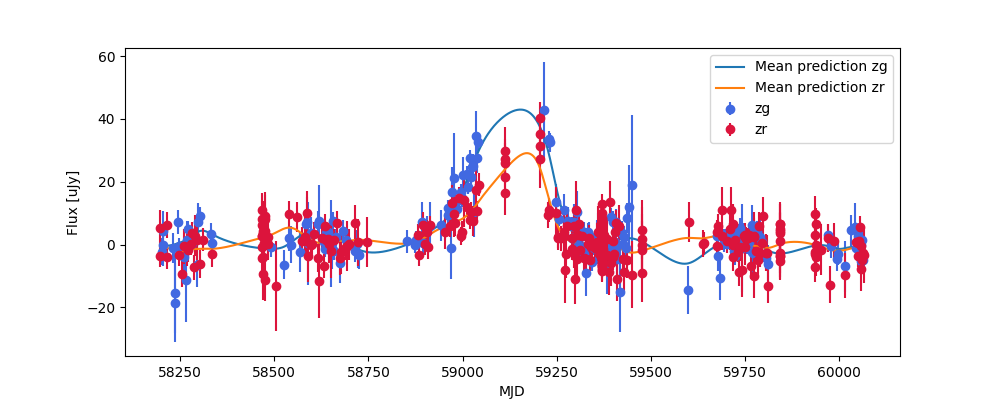 60
40
20
0
−20
Flux [uJy]
58250 58500 58750 59000 59250 59500 59750 60000
MJD
Mean prediction zg
Mean prediction zr
zg
zr